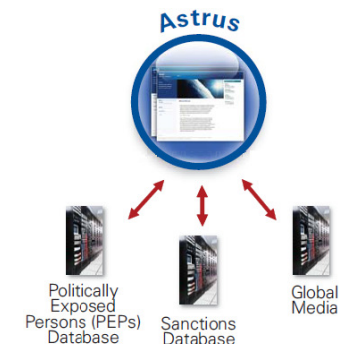 Astrus
Politically
Exposed
Persons (PEPs)
Database
Sanctions
Database
Global
Media